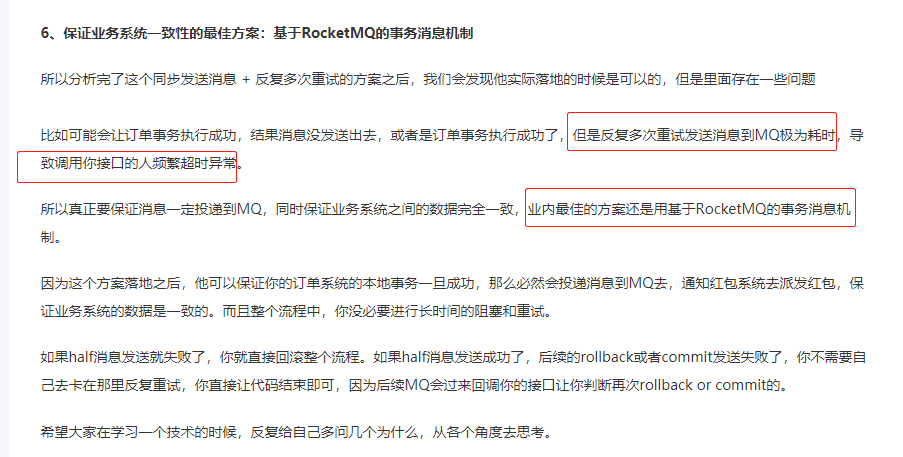 6、保证业务系统一致性的最佳方案：基于RocketMQ的事务消息机制
所以分析完了这个同步发送消息 + 反复多次重试的方案之后，我们会发现他实际落地的时候是可以的，但是里面存在一些问题
比如可能会让订单事务执行成功，结果消息没发送出去，或者是订单事务执行成功了，但是反复多次重试发送消息到MQ极为耗时，导
致调用你接口的人频繁超时异常。
所以真正要保证消息一定投递到MQ，同时保证业务系统之间的数据完全一致，业内最佳的方案还是用基于RocketMQ的事务消息机
制。
因为这个方案落地之后，他可以保证你的订单系统的本地事务一旦成功，那么必然会投递消息到MQ去，通知红包系统去派发红包，保
证业务系统的数据是一致的。而且整个流程中，你没必要进行长时间的阻塞和重试。
如果half消息发送就失败了，你就直接回滚整个流程。如果half消息发送成功了，后续的rollback或者commit发送失败了，你不需要自
己去卡在那里反复重试，你直接让代码结束即可，因为后续MQ会过来回调你的接口让你判断再次rollback or commit的。
希望大家在学习一个技术的时候，反复给自己多问几个为什么，从各个角度去思考。